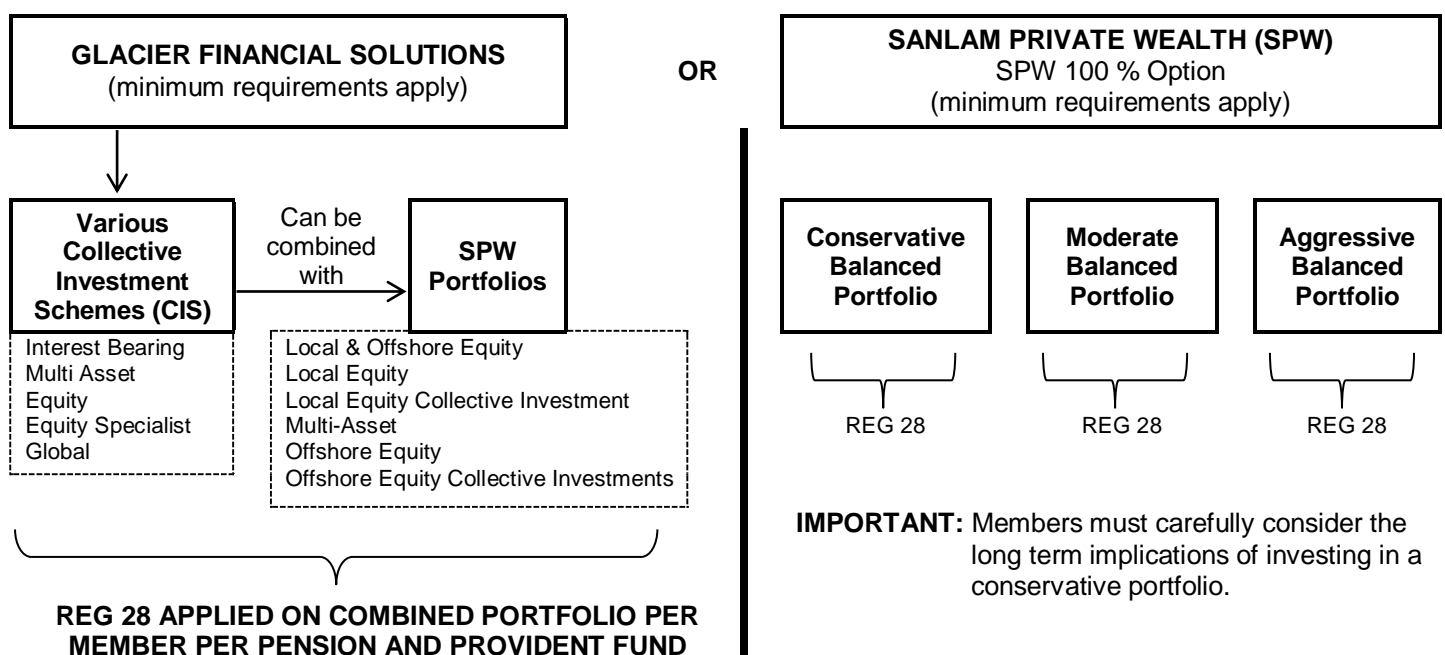 GLACIER FINANCIAL SOLUTIONS
(minimum requirements apply)
OR
SANLAM PRIVATE WEALTH (SPW)
SPW 100 % Option
(minimum requirements apply)
Various
Collective
Investment
Schemes (CIS)
Can be
combined
with
SPW
Portfolios
Interest Bearing
Multi Asset
Equity
Equity Specialist
Global
Local & Offshore Equity
Local Equity
Local Equity Collective Investment
Multi-Asset
Offshore Equity
Offshore Equity Collective Investments
REG 28 APPLIED ON COMBINED PORTFOLIO PER
MEMBER PER PENSION AND PROVIDENT FUND
Conservative
Balanced
Portfolio
Moderate
Balanced
Portfolio
Aggressive
Balanced
Portfolio
REG 28
REG 28
REG 28
IMPORTANT: Members must carefully consider the
long term implications of investing in a
conservative portfolio.